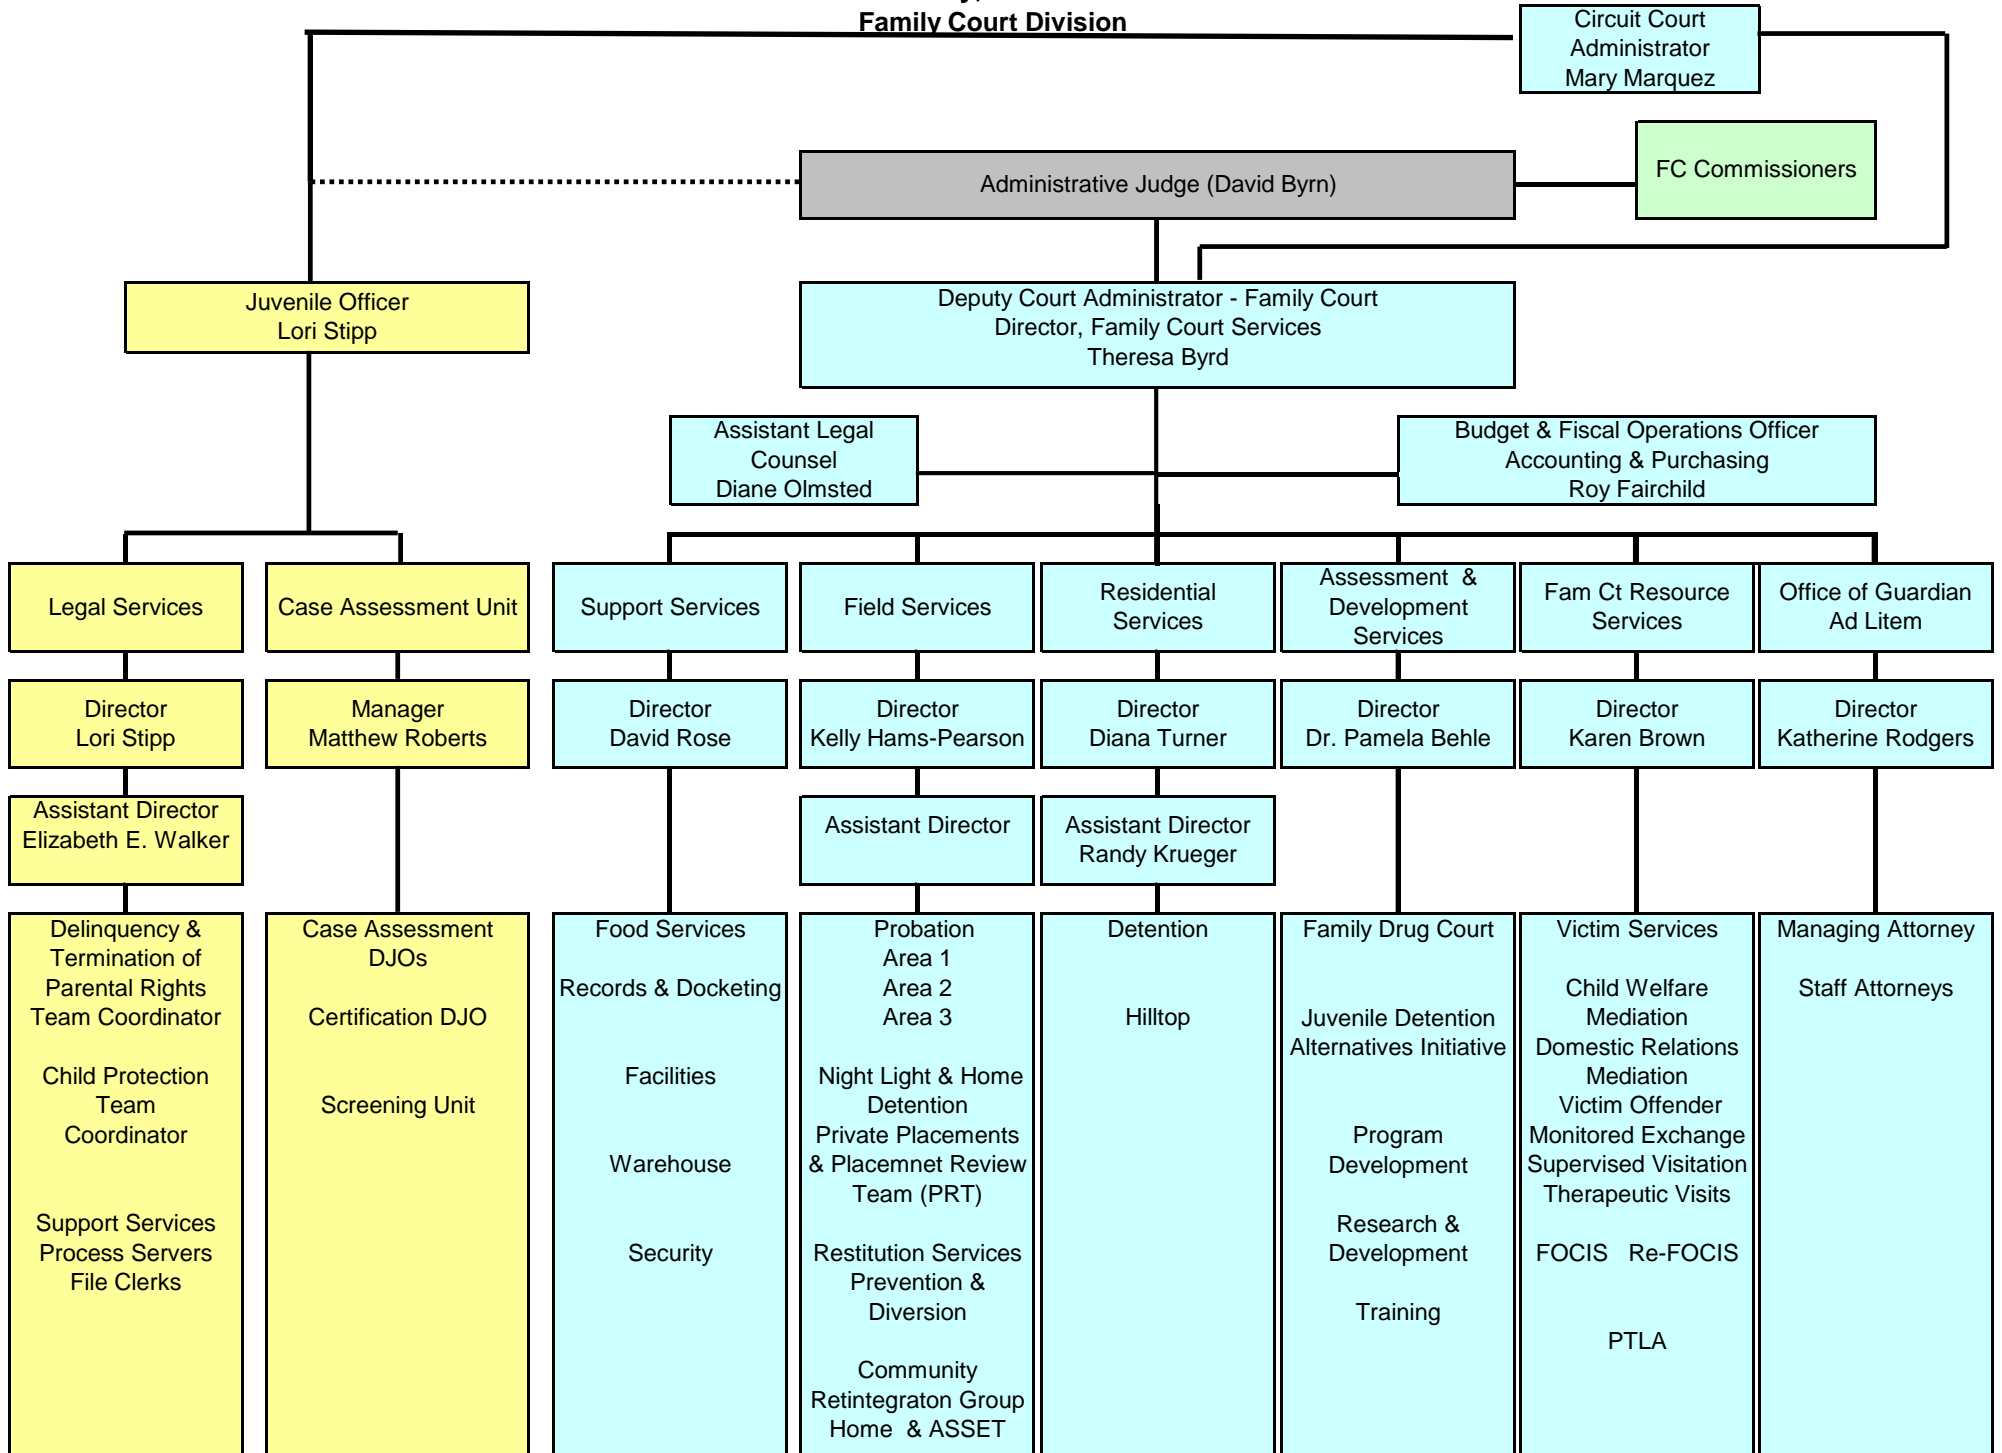 Family Court Division
Circuit Court
Administrator
Mary Marquez
FC Commissioners
Administrative Judge (David Byrn)
Juvenile Officer
Lori Stipp
Deputy Court Administrator - Family Court
Director, Family Court Services
Theresa Byrd
Assistant Legal
Counsel
Diane Olmsted
Budget & Fiscal Operations Officer
Accounting & Purchasing
Roy Fairchild
Legal Services
Case Assessment Unit
Support Services
Field Services
Residential
Services
Assessment & 
Development
Services
Fam Ct Resource
Services
Office of Guardian
Ad Litem
Director
Lori Stipp
Manager
Matthew Roberts
Director
David Rose
Director
Kelly Hams-Pearson
Director
Diana Turner
Director
Dr. Pamela Behle
Director
Karen Brown
Director
Katherine Rodgers
Assistant Director
Elizabeth E. Walker
Assistant Director
Assistant Director
Randy Krueger
Delinquency &
Termination of
Parental Rights
Team Coordinator
Child Protection
Team
Coordinator
Support Services
Process Servers
File Clerks
Case Assessment
DJOs
Certification DJO
Screening Unit
Food Services
Records & Docketing
Facilities
Warehouse
Security
Probation
Area 1
Area 2
Area 3
Night Light & Home
Detention
Private Placements
& Placemnet Review
Team (PRT)
Restitution Services
Prevention &
Diversion
Community
Retintegraton Group
Home & ASSET
Detention
Hilltop
Family Drug Court
Juvenile Detention
Alternatives Initiative
Program
Development
Research &
Development
Training
Victim Services
Child Welfare
Mediation
Domestic Relations
Mediation
Victim Offender
Monitored Exchange
Supervised Visitation
Therapeutic Visits
FOCIS Re-FOCIS
PTLA
Managing Attorney
Staff Attorneys